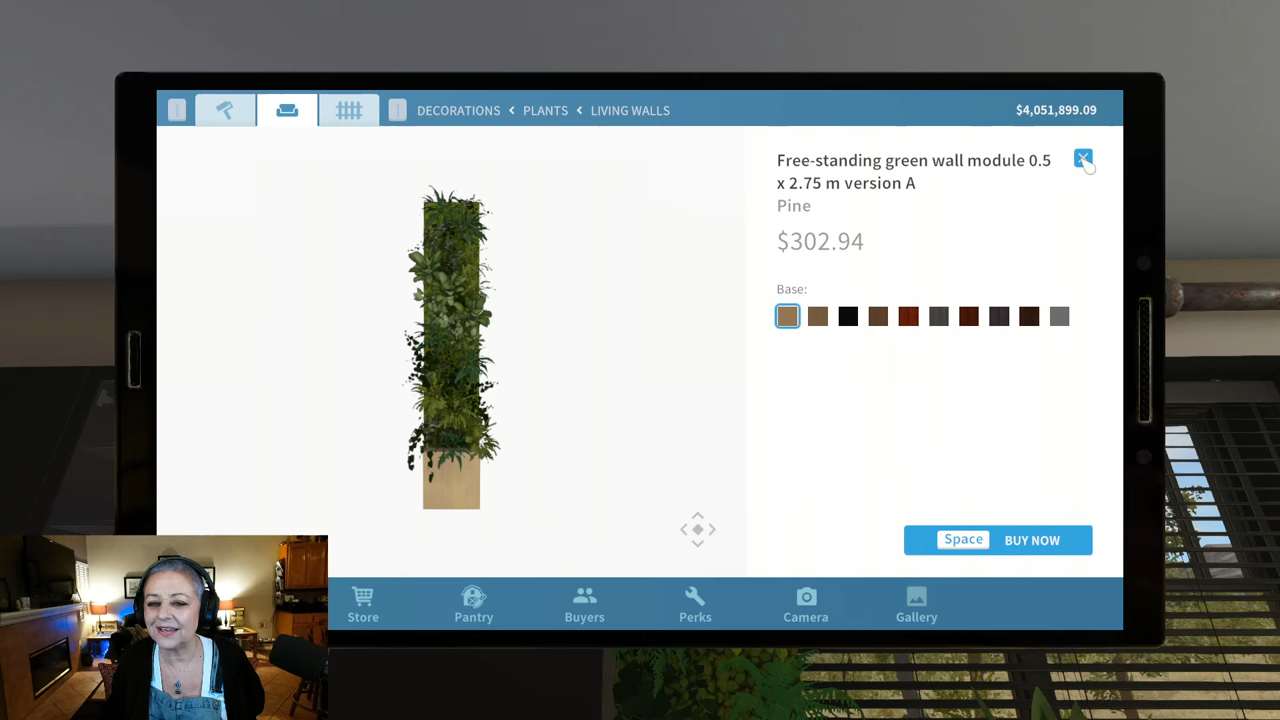 DECORATIONS < PLANTS < LIVING WALLS
$4,051,899.09
Free-standing green wall module 0.5
x 2.75 m version A
Pine
$302.94
Base:
Space BUY NOW
Store Pantry Buyers Perks Camera Gallery